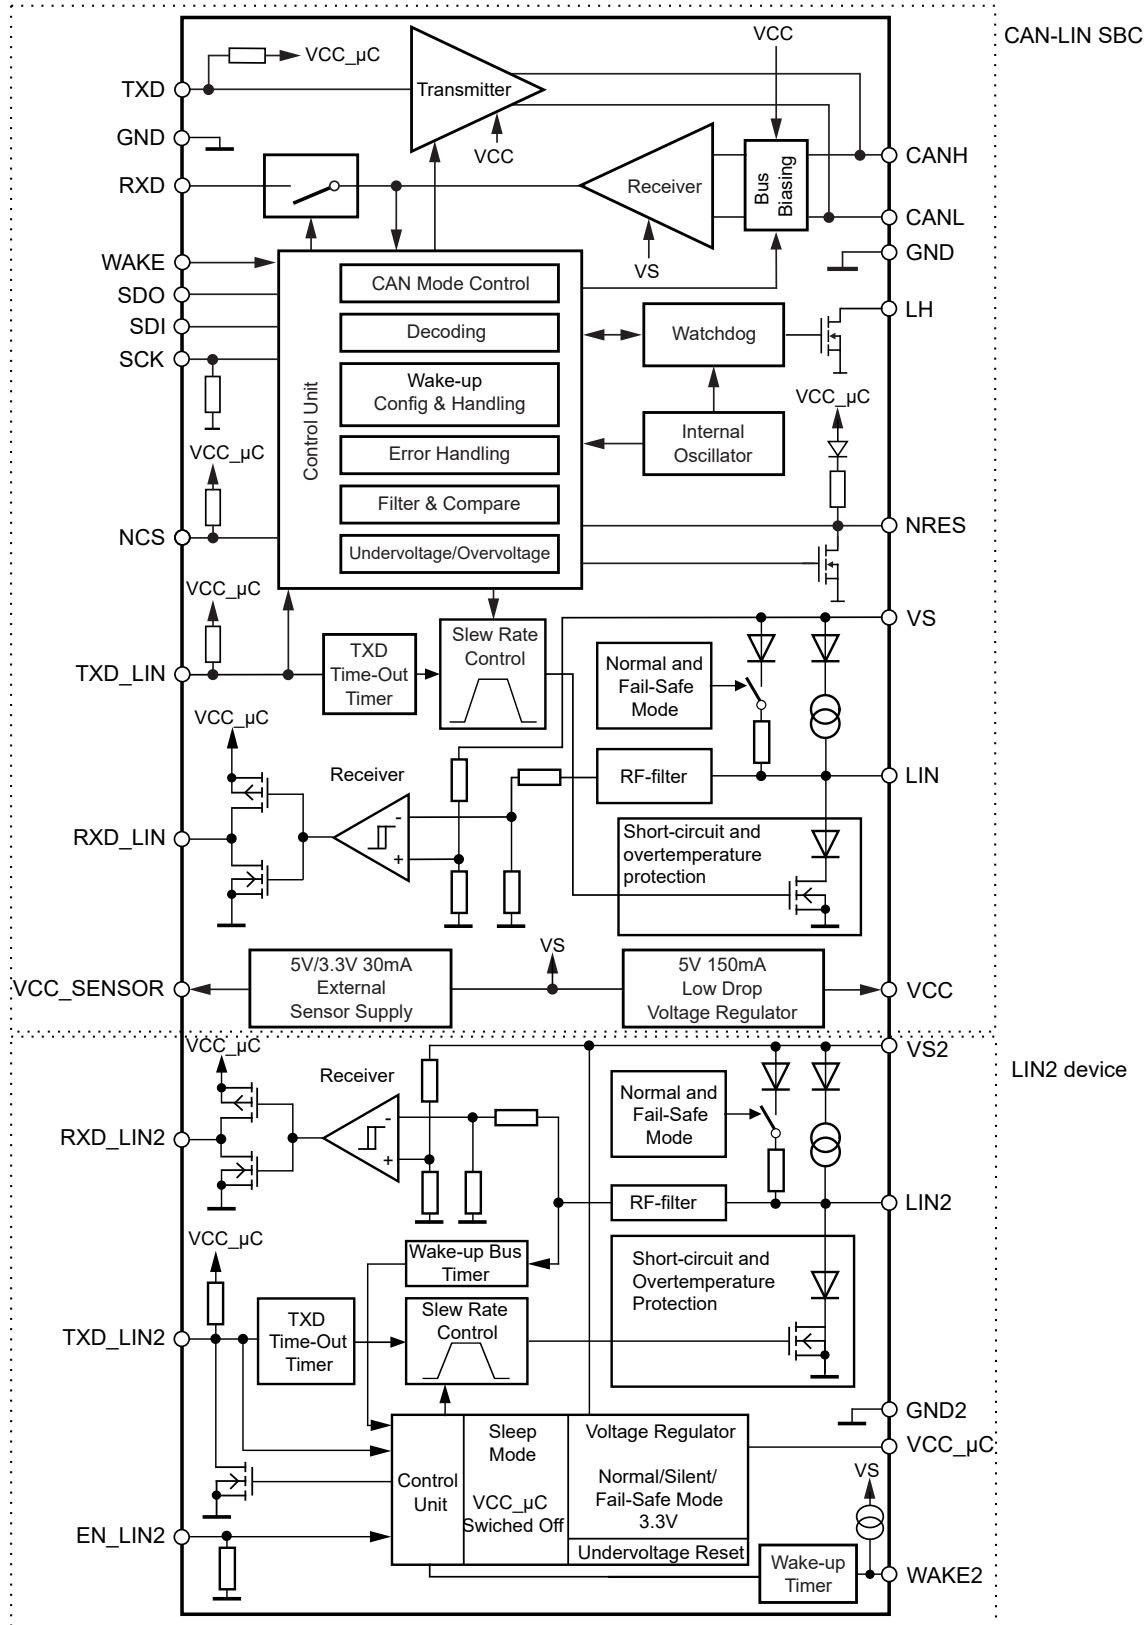 CAN-LIN SBC
VCC
VCC_µC
TXD
Transmitter
GND
VCC
CANH
RXD
Receiver
Bus
Biasing
CANL
VS
GND
WAKE
SDO
SDI
SCK
Control Unit
CAN Mode Control
Decoding
Wake-up
Config & Handling
Error Handling
Filter & Compare
Undervoltage/Overvoltage
Watchdog
LH
VCC_µC
Internal
Oscillator
VCC_µC
NCS
NRES
VCC_µC
VS
TXD_LIN
TXD
Time-Out
Timer
Slew Rate
Control
Normal and
Fail-Safe
Mode
VCC_µC
Receiver
RF-filter
LIN
RXD_LIN
-
+
Short-circuit and
overtemperature
protection
VS
VCC_SENSOR
5V/3.3V 30mA
External
Sensor Supply
5V 150mA
Low Drop
Voltage Regulator
VCC
VCC_µC
VS2
LIN2 device
Receiver
Normal and
Fail-Safe
Mode
RXD_LIN2
-
+
RF-filter
LIN2
VCC_µC
Wake-up Bus
Timer
Short-circuit and
Overtemperature
Protection
TXD_LIN2
TXD
Time-Out
Timer
Slew Rate
Control
GND2
VCC_µC
Control
Unit
Sleep
Mode
VCC_µC
Swiched Off
Voltage Regulator
Normal/Silent/
Fail-Safe Mode
3.3V
Undervoltage Reset
VS
EN_LIN2
Wake-up
Timer
WAKE2